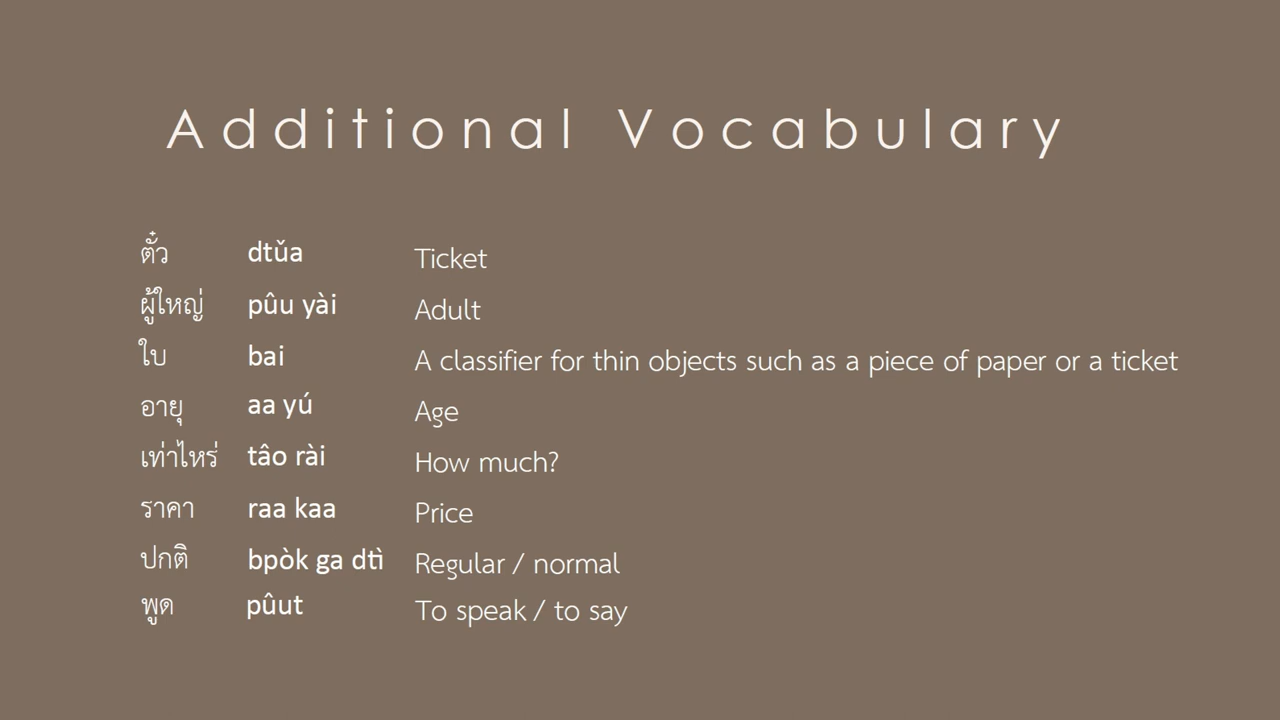 Additional Vocabulary
ตั๋ว dtǔa Ticket
ผู้ใหญ่ pûu yài Adult
ใบ bai A classifier for thin objects such as a piece of paper or a ticket
อายุ aa yú Age
เท่าไหร่ tâo rài How much?
ราคา raa kaa Price
ปกติ bpòk ga dtì Regular / normal
พูด pûut To speak / to say